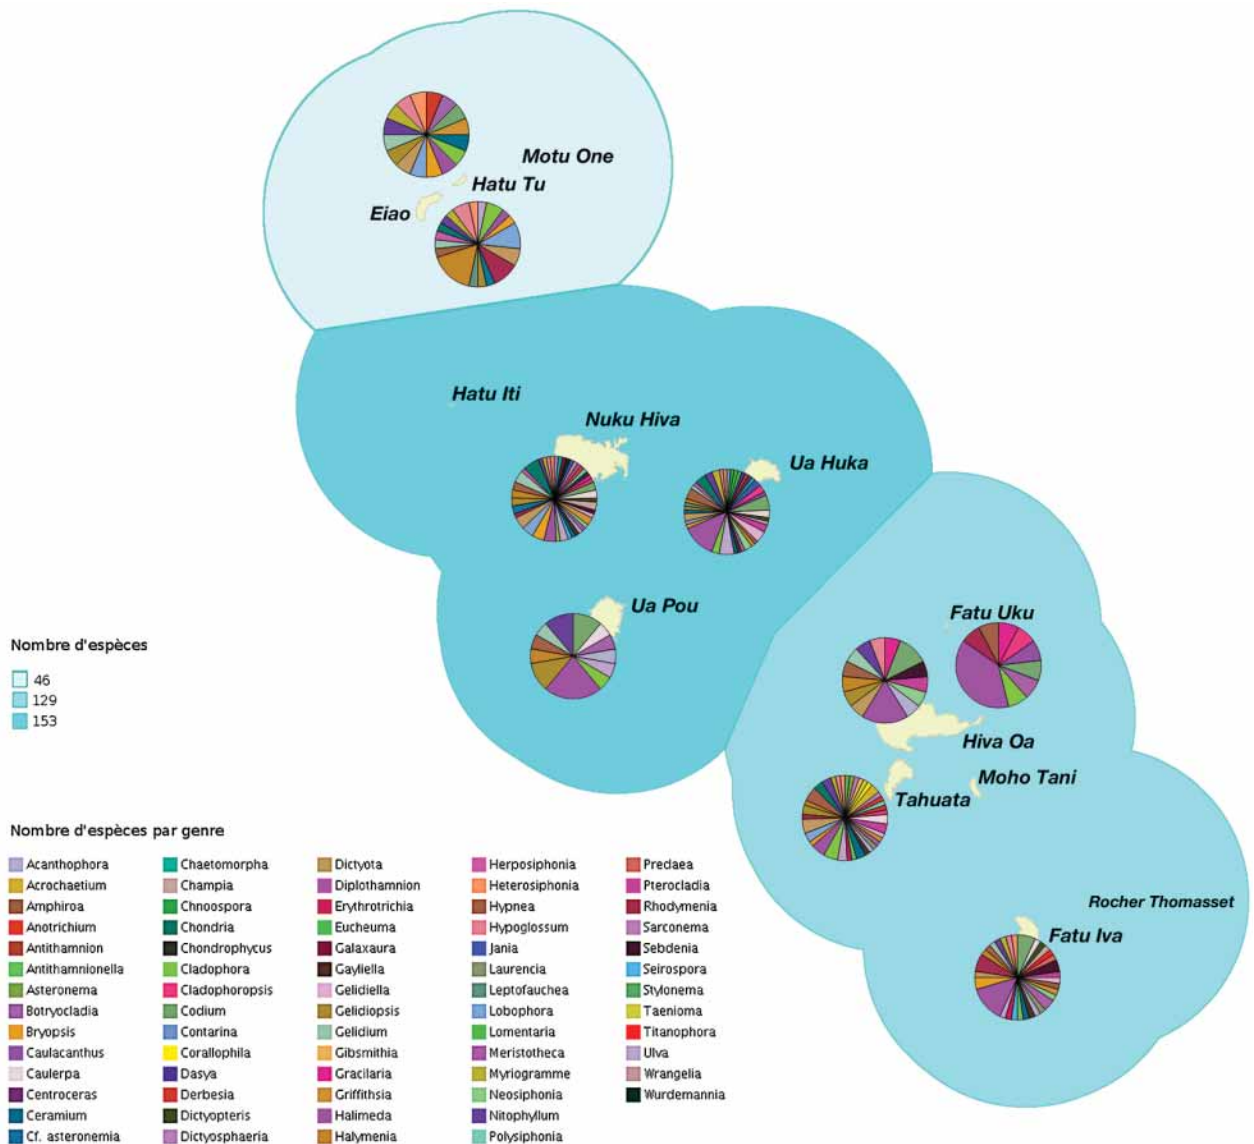 Motu One
Hatu Tu
Eiao
Hatu Iti
Nuku Hiva
Ua Huka
Ua Pou
Fatu Uku
Hiva Oa
Moho Tani
Tahuata
Rocher Thomasset
Fatu Iva
Nombre d'espèces
46
129
153
Nombre d'espèces par genre
Acanthophora
Acrochaetium
Amphiroa
Anotrichium
Antithamnion
Antithamnionella
Asteronema
Botryocladia
Bryopsis
Caulacanthus
Caulerpa
Centroceras
Ceramium
Cf. asteronemia
Chaetomorpha
Champia
Chnoospora
Chondria
Chondrophycus
Cladophora
Cladophoropsis
Codium
Contarina
Corallophila
Dasya
Derbesia
Dictyopteris
Dictyosphaeria
Dictyota
Diplothamnion
Erythrotrichia
Eucheuma
Galaxaura
Gayliella
Gelidiella
Gelidiopsis
Gelidium
Gibsmithia
Gracilaria
Griffithsia
Halimeda
Halymenia
Herposiphonia
Heterosiphonia
Hypnea
Hypoglossum
Jania
Laurencia
Leptofauchea
Lobophora
Lomentaria
Meristotheca
Myriogramme
Neosiphonia
Nitophyllum
Polysiphonia
Predaea
Pterocladia
Rhodymenia
Sarconema
Sebdenia
Seirospora
Stylonema
Taenioma
Titanophora
Ulva
Wrangelia
Wurdemannia